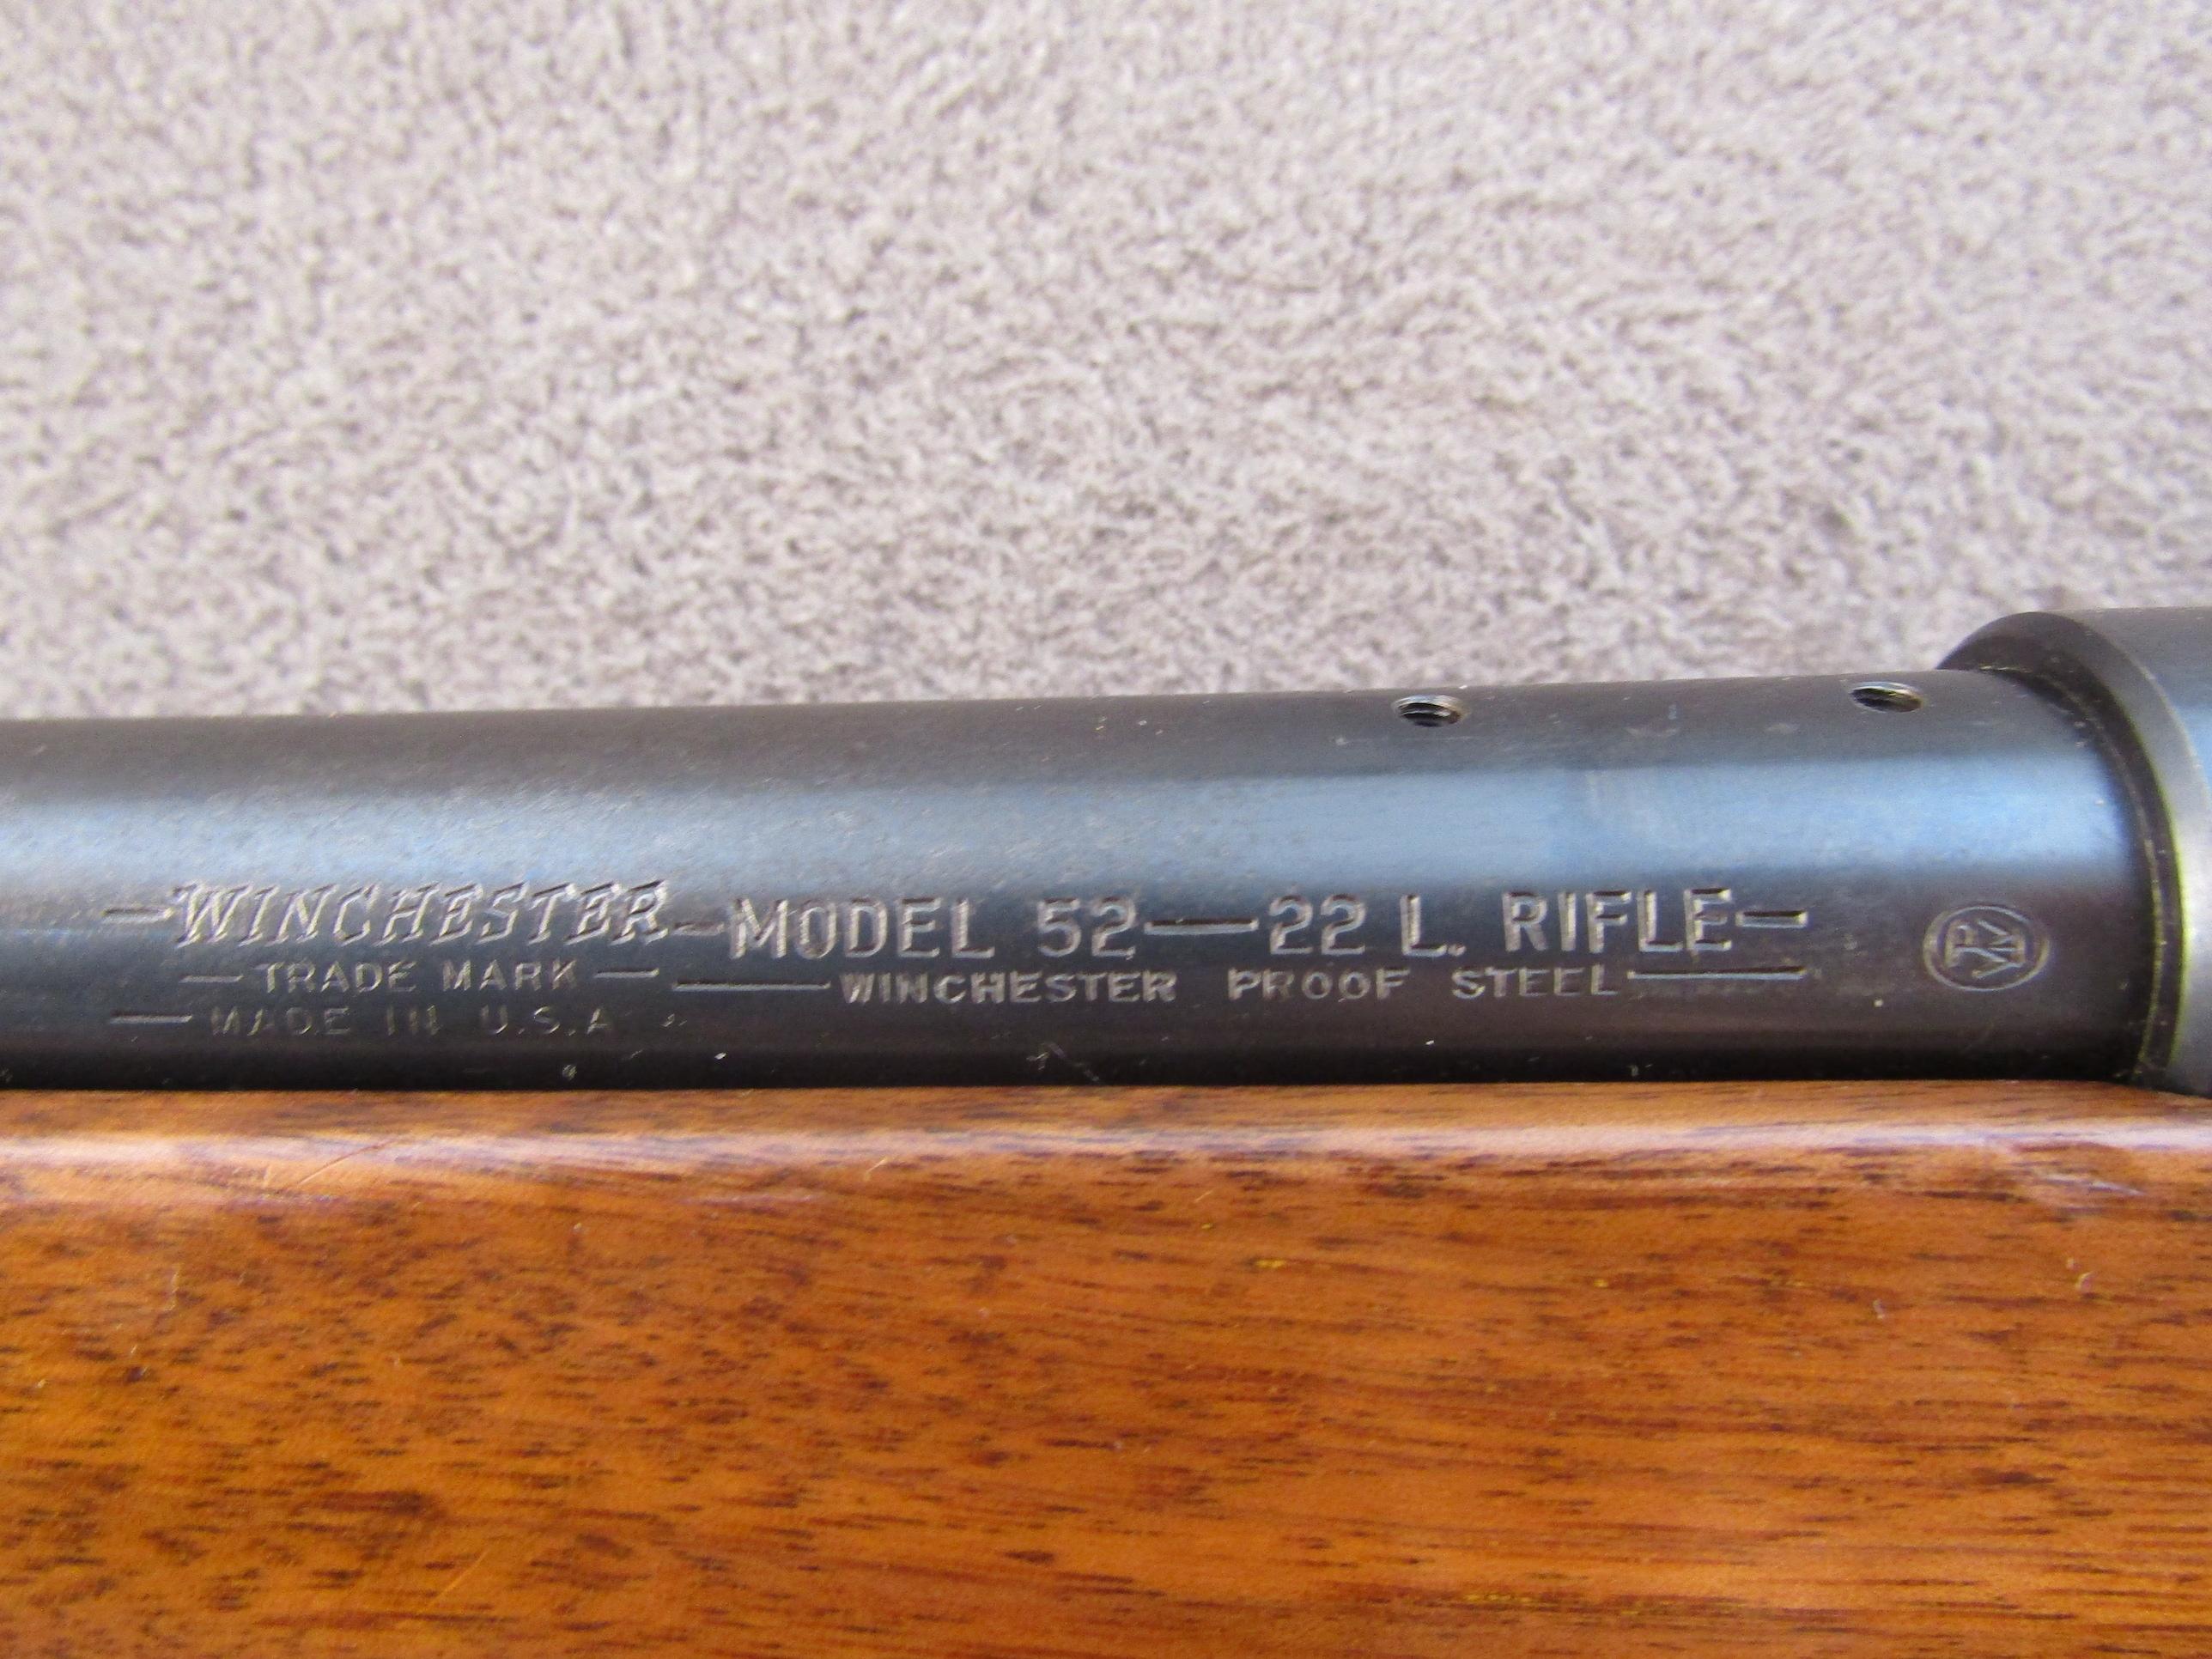 —WINCHESTER—MODEL 52—22 L. RIFLE—
—TRADE MARK— —WINCHESTER PROOF STEEL—
—MADE IN U.S.A